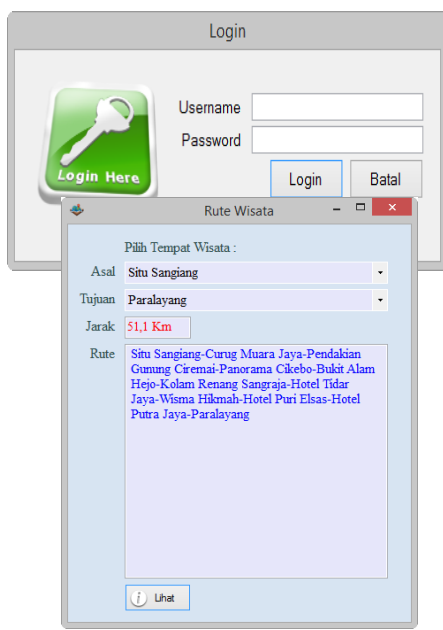 Login
Username
Password
Login Here
Login Batal
Rute Wisata
Pilih Tempat Wisata :
Asal Situ Sangiang
Tujuan Paralayang
Jarak 51,1 Km
Rute Situ Sangiang-Curug Muara Jaya-Pendakian
Gunung Ciremai-Panorama Cikebo-Bukit Alam
Hejo-Kolam Renang Sangraja-Hotel Tidar
Jaya-Wisma Hikmah-Hotel Puri Elsas-Hotel
Putra Jaya-Paralayang
Lihat